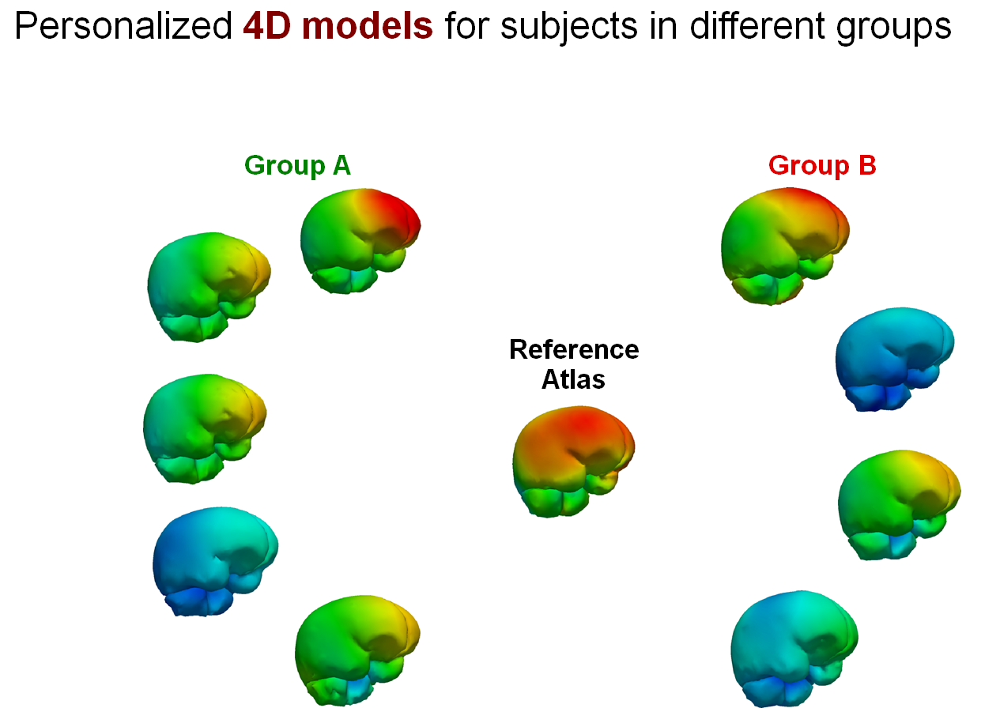 Personalized 4D models for subjects in different groups
Group A
Group B
Reference
Atlas